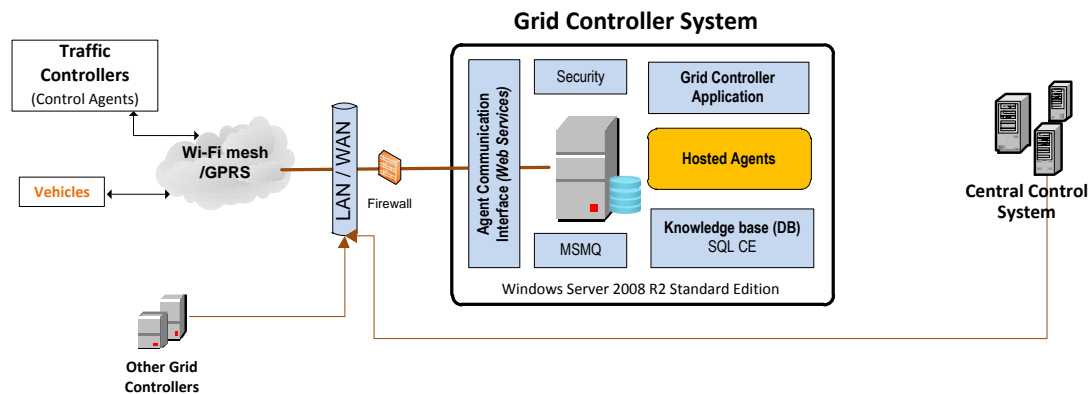 Grid Controller System
Traffic
Controllers
(Control Agents)
Wi-Fi mesh
/GPRS
Vehicles
LAN / WAN
Firewall
Agent Communication
Interface (Web Services)
Security
MSMQ
Grid Controller
Application
Hosted Agents
Knowledge base (DB)
SQL CE
Windows Server 2008 R2 Standard Edition
Central Control
System
Other Grid
Controllers